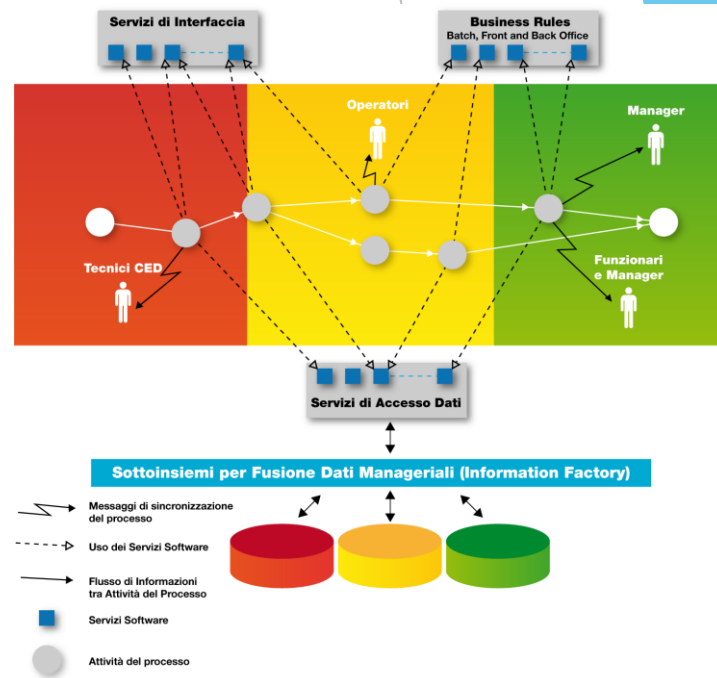 Servizi di Interfaccia
Business Rules
Batch, Front and Back Office
Operatori
Manager
Tecnici CED
Funzionari
e Manager
Servizi di Accesso Dati
Sottoinsiemi per Fusione Dati Manageriali (Information Factory)
Messaggi di sincronizzazione
del processo
Uso dei Servizi Software
Flusso di Informazioni
tra Attività del Processo
Servizi Software
Attività del processo